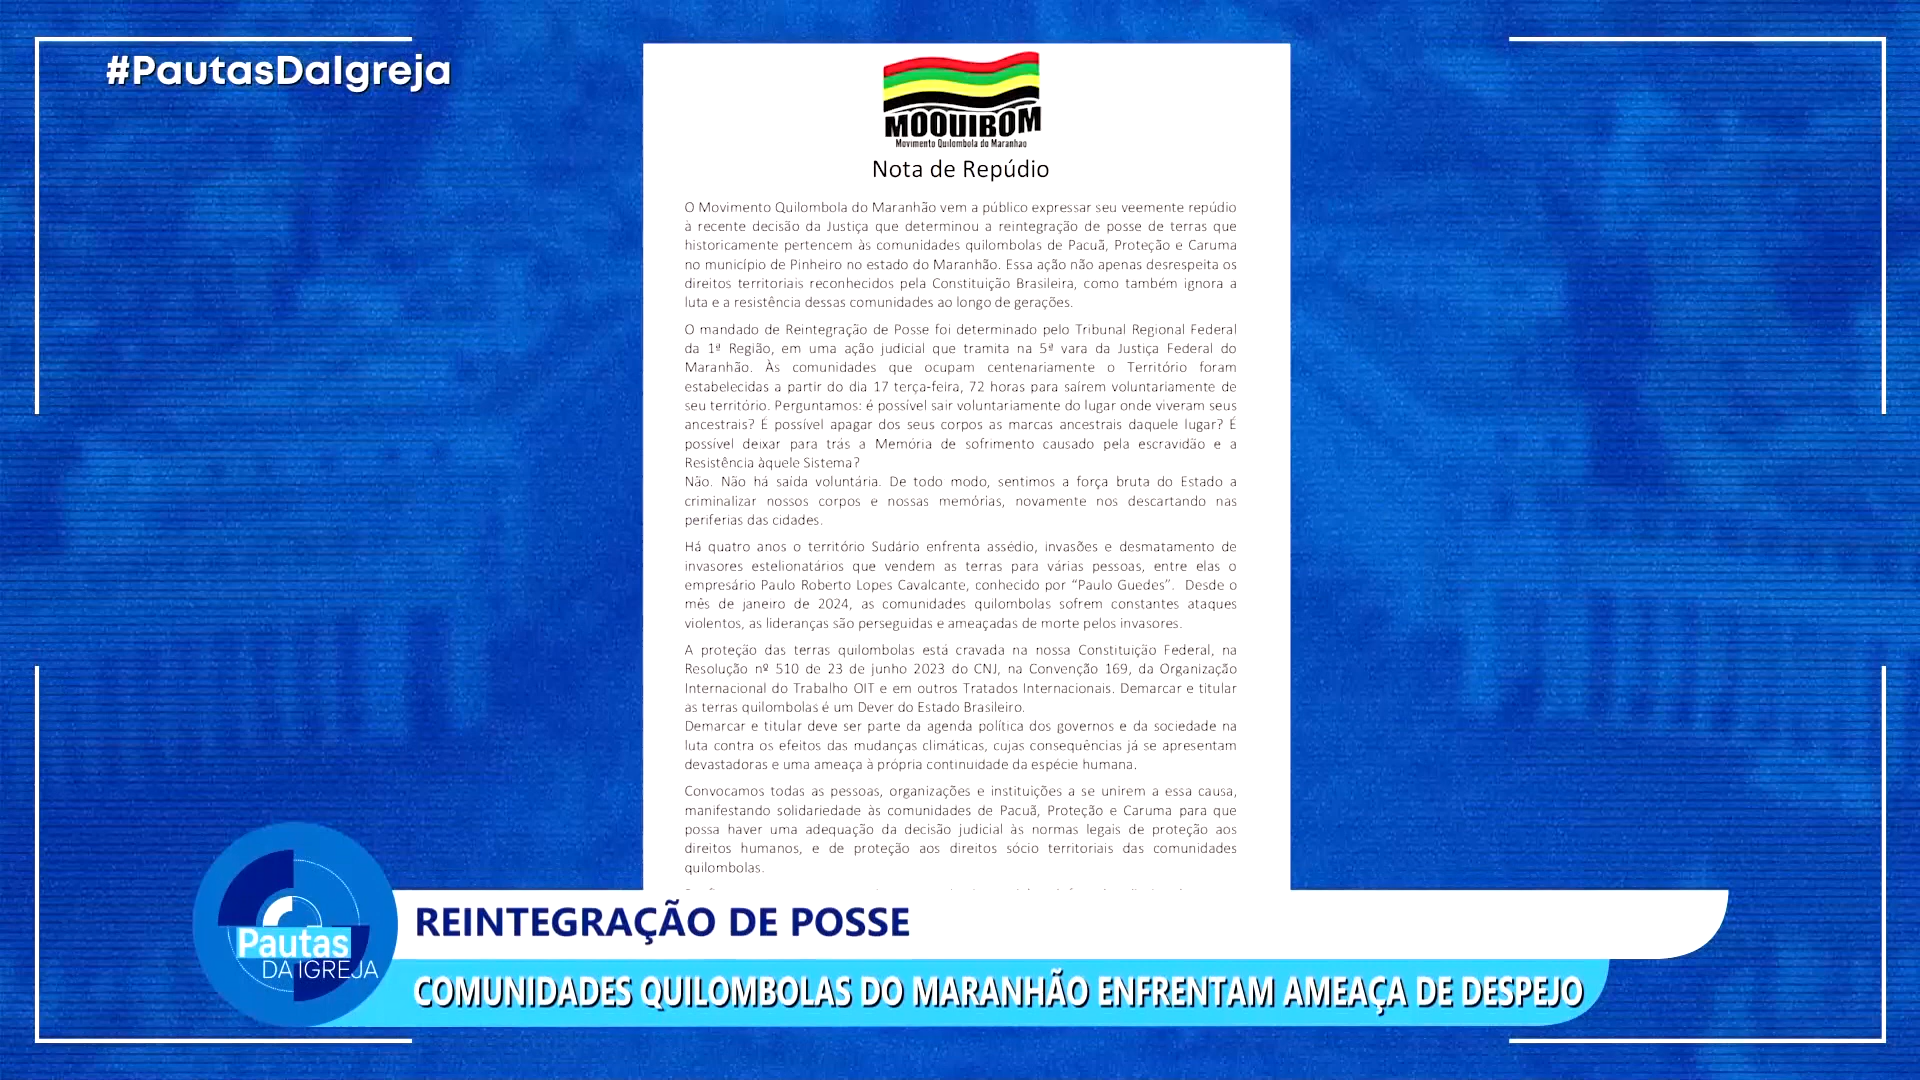 #PautasDaIgreja
MOQUIBOM
Movimento Quilombola do Maranhao
Nota de Repúdio
O Movimento Quilombola do Maranhão vem a público expressar seu veemente repúdio
à recente decisão da Justiça que determinou a reintegração de posse de terras que
historicamente pertencem às comunidades quilombolas de Pacuã, Proteção e Caruma
no município de Pinheiro no estado do Maranhão. Essa ação não apenas desrespeita os
direitos territoriais reconhecidos pela Constituição Brasileira, como também ignora a
luta e a resistência dessas comunidades ao longo de gerações.
O mandado de Reintegração de Posse foi determinado pelo Tribunal Regional Federal
da 1ª Região, em uma ação judicial que tramita na 5ª vara da Justiça Federal do
Maranhão. Às comunidades que ocupam centenariamente o Território foram
estabelecidas a partir do dia 17 terça-feira, 72 horas para saírem voluntariamente de
seu território. Perguntamos: é possível sair voluntariamente do lugar onde viveram seus
ancestrais? É possível apagar dos seus corpos as marcas ancestrais daquele lugar? É
possível deixar para trás a Memória de sofrimento causado pela escravidão e a
Resistência àquele Sistema?
Não. Não há saída voluntária. De todo modo, sentimos a força bruta do Estado a
criminalizar nossos corpos e nossas memórias, novamente nos descartando nas
periferias das cidades.
Há quatro anos o território Sudário enfrenta assédio, invasões e desmatamento de
invasores estelionatários que vendem as terras para várias pessoas, entre elas o
empresário Paulo Roberto Lopes Cavalcante, conhecido por “Paulo Guedes”. Desde o
mês de janeiro de 2024, as comunidades quilombolas sofrem constantes ataques
violentos, as lideranças são perseguidas e ameaçadas de morte pelos invasores.
A proteção das terras quilombolas está cravada na nossa Constituição Federal, na
Resolução nº 510 de 23 de junho 2023 do CNJ, na Convenção 169, da Organização
Internacional do Trabalho OIT e em outros Tratados Internacionais. Demarcar e titular
as terras quilombolas é um Dever do Estado Brasileiro.
Demarcar e titular deve ser parte da agenda política dos governos e da sociedade na
luta contra os efeitos das mudanças climáticas, cujas consequências já se apresentam
devastadoras e uma ameaça à própria continuidade da espécie humana.
Convocamos todas as pessoas, organizações e instituições a se unirem a essa causa,
manifestando solidariedade às comunidades de Pacuã, Proteção e Caruma para que
possa haver uma adequação da decisão judicial às normas legais de proteção aos
direitos humanos, e de proteção aos direitos sócio territoriais das comunidades
quilombolas.
REINTEGRAÇÃO DE POSSE
Pautas
DA IGREJA
COMUNIDADES QUILOMBOLAS DO MARANHÃO ENFRENTAM AMEAÇA DE DESPEJO